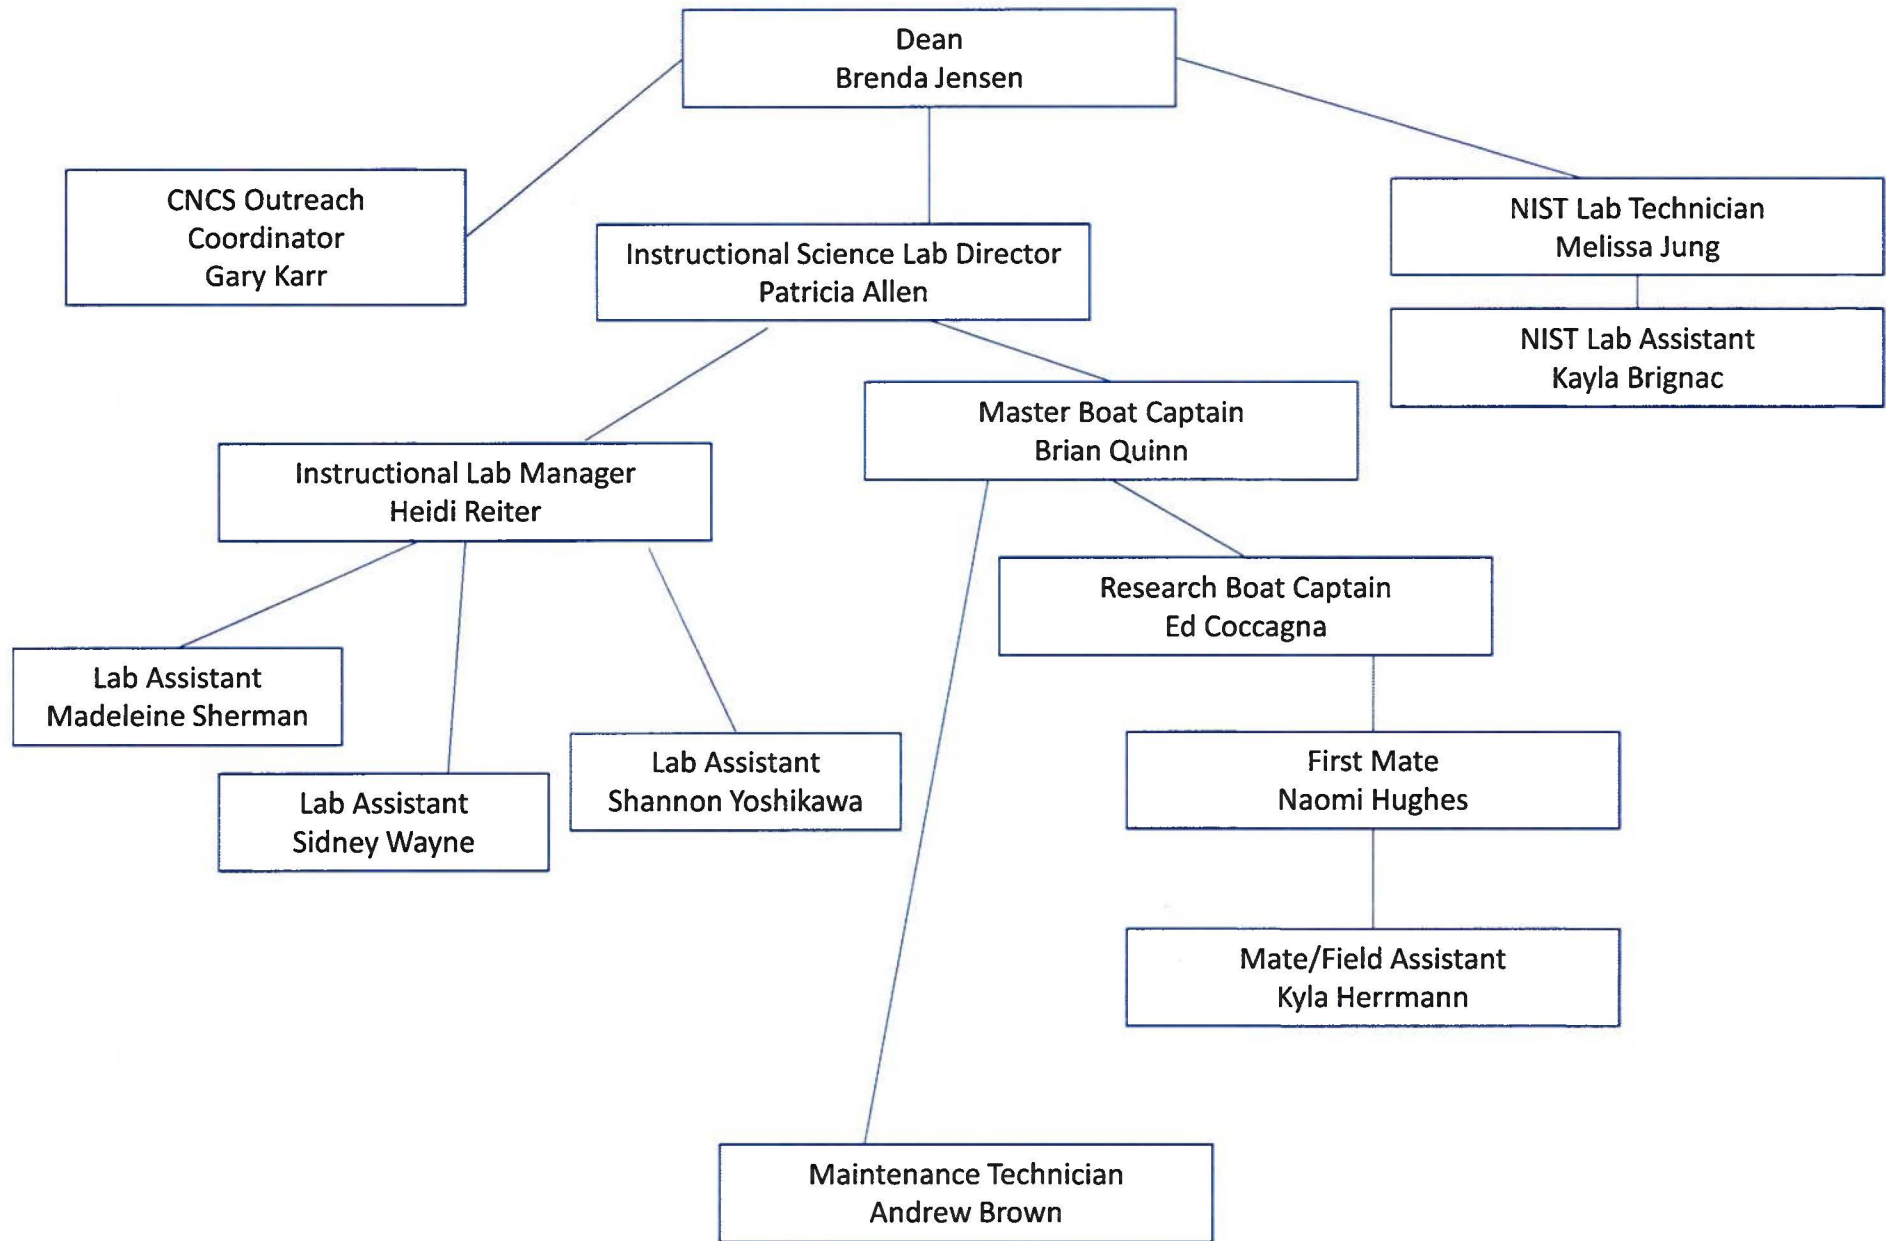 Dean
Brenda Jensen
CNCS Outreach
Coordinator
Gary Karr
Instructional Science Lab Director
Patricia Allen
NIST Lab Technician
Melissa Jung
NIST Lab Assistant
Kayla Brignac
Master Boat Captain
Brian Quinn
Instructional Lab Manager
Heidi Reiter
Research Boat Captain
Ed Coccagna
Lab Assistant
Madeleine Sherman
Lab Assistant
Sidney Wayne
Lab Assistant
Shannon Yoshikawa
First Mate
Naomi Hughes
Mate/Field Assistant
Kyla Herrmann
Maintenance Technician
Andrew Brown